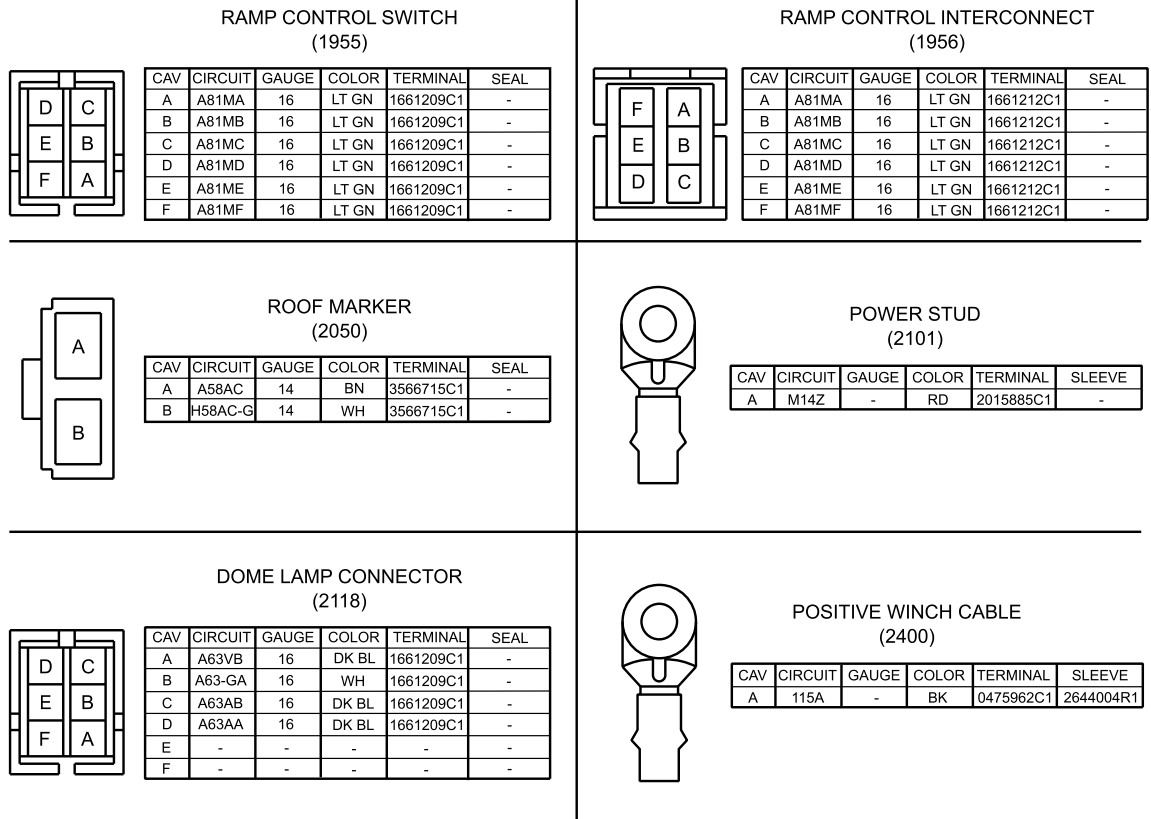 RAMP CONTROL SWITCH
(1955)
D C
E B
F A
CAV CIRCUIT GAUGE COLOR TERMINAL SEAL
A A81MA 16 LT GN 1661209C1 -
B A81MB 16 LT GN 1661209C1 -
C A81MC 16 LT GN 1661209C1 -
D A81MD 16 LT GN 1661209C1 -
E A81ME 16 LT GN 1661209C1 -
F A81MF 16 LT GN 1661209C1 -
RAMP CONTROL INTERCONNECT
(1956)
F A
E B
D C
CAV CIRCUIT GAUGE COLOR TERMINAL SEAL
A A81MA 16 LT GN 1661212C1 -
B A81MB 16 LT GN 1661212C1 -
C A81MC 16 LT GN 1661212C1 -
D A81MD 16 LT GN 1661212C1 -
E A81ME 16 LT GN 1661212C1 -
F A81MF 16 LT GN 1661212C1 -
ROOF MARKER
(2050)
A
B
CAV CIRCUIT GAUGE COLOR TERMINAL SEAL
A A58AC 14 BN 3566715C1 -
B H58AC-G 14 WH 3566715C1 -
POWER STUD
(2101)
CAV CIRCUIT GAUGE COLOR TERMINAL SLEEVE
A M14Z - RD 2015885C1 -
DOME LAMP CONNECTOR
(2118)
D C
E B
F A
CAV CIRCUIT GAUGE COLOR TERMINAL SEAL
A A63VB 16 DK BL 1661209C1 -
B A63-GA 16 WH 1661209C1 -
C A63AB 16 DK BL 1661209C1 -
D A63AA 16 DK BL 1661209C1 -
E - - - - -
F - - - - -
POSITIVE WINCH CABLE
(2400)
CAV CIRCUIT GAUGE COLOR TERMINAL SLEEVE
A 115A - BK 0475962C1 2644004R1